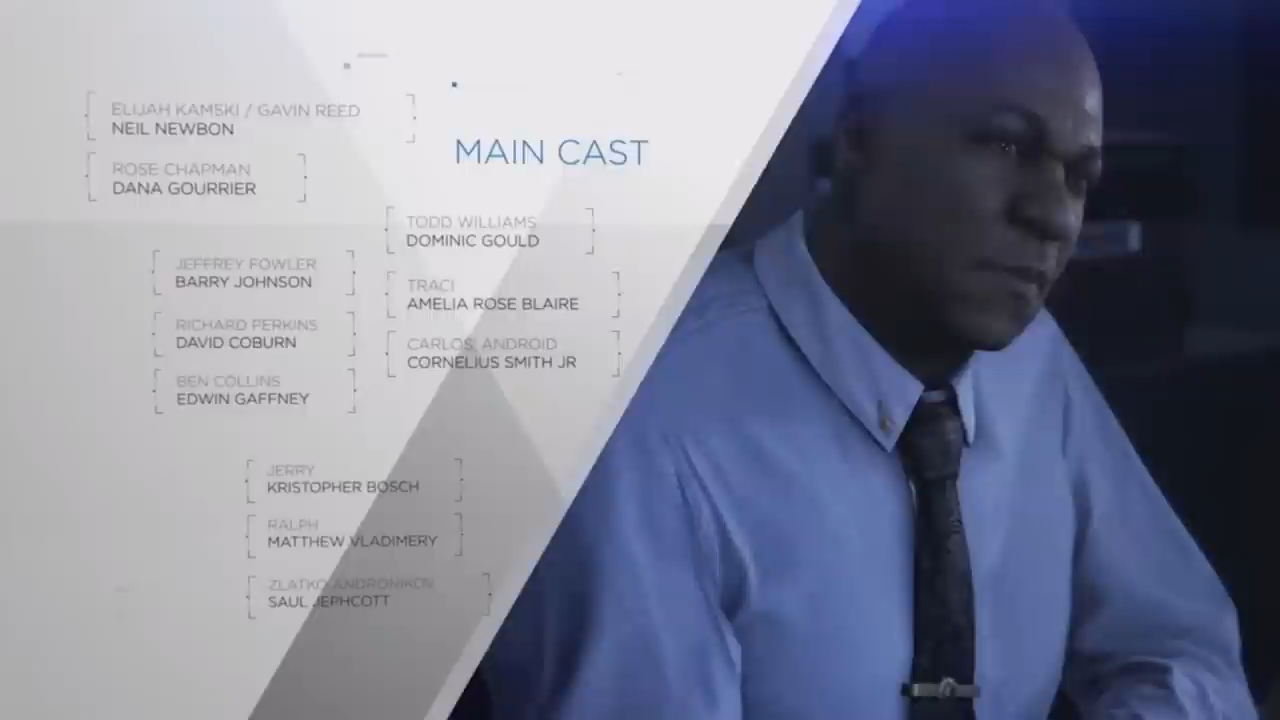 ELIJAH KAMSKI / GAVIN REED
NEIL NEWBON
ROSE CHAPMAN
DANA GOURRIER
MAIN CAST
TODD WILLIAMS
DOMINIC GOULD
JEFFREY FOWLER
BARRY JOHNSON
TRACI
AMELIA ROSE BLAIRE
RICHARD PERKINS
DAVID COBURN
CARLOS' ANDROID
CORNELIUS SMITH JR
BEN COLLINS
EDWIN GAFFNEY
JERRY
KRISTOPHER BOSCH
RALPH
MATTHEW VLADIMERY
ZLATKO ANDRONIKOV
SAUL JEPHCOTT